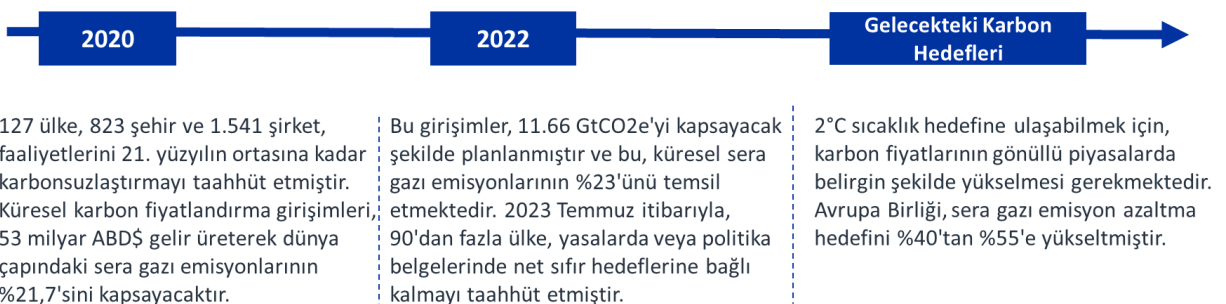 2020
127 ülke, 823 şehir ve 1.541 şirket,
faaliyetlerini 21. yüzyılın ortasına kadar
karbonsuzlaştırmayı taahhüt etmiştir.
Küresel karbon fiyatlandırma girişimleri,
53 milyar ABD$ gelir üreterek dünya
çapındaki sera gazı emisyonlarının
%21,7'sini kapsayacaktır.
2022
Bu girişimler, 11.66 GtCO2e'yi kapsayacak
şekilde planlanmıştır ve bu, küresel sera
gazı emisyonlarının %23'ünü temsil
etmektedir. 2023 Temmuz itibarıyla,
90'dan fazla ülke, yasalarda veya politika
belgelerinde net sıfır hedeflerine bağlı
kalmayı taahhüt etmiştir.
Gelecekteki Karbon
Hedefleri
2°C sıcaklık hedefine ulaşabilmek için,
karbon fiyatlarının gönüllü piyasalarda
belirgin şekilde yükselmesi gerekmektedir.
Avrupa Birliği, sera gazı emisyon azaltma
hedefini %40'tan %55'e yükseltmiştir.